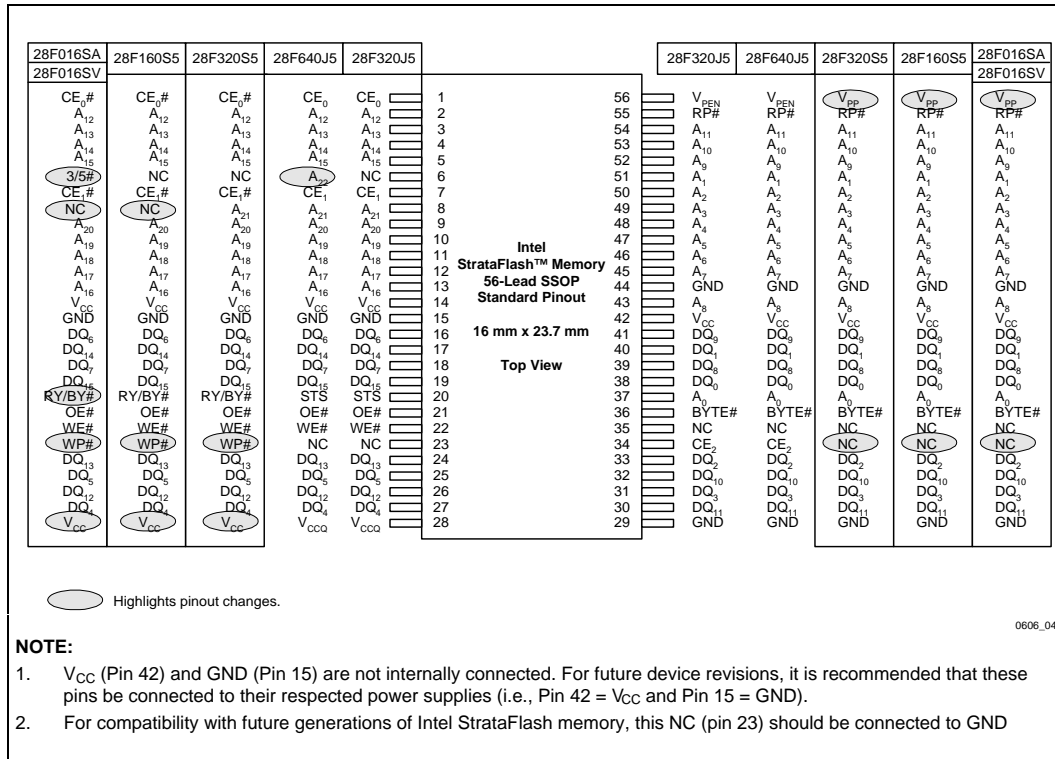 28F016SA 28F160S5 28F320S5 28F640J5 28F320J5 28F320J5 28F640J5 28F320S5 28F160S5 28F016SA
28F016SV 28F016SV
CE0# CE0# CE0# CE0 CE0 1 56 VPEN VPEN VPP VPP VPP
A12 A12 A12 A12 A12 2 55 RP# RP# RP# RP# RP#
A13 A13 A13 A13 A13 3 54 A11 A11 A11 A11 A11
A14 A14 A14 A14 A14 4 53 A10 A10 A10 A10 A10
A15 A15 A15 A15 A15 5 52 A9 A9 A9 A9 A9
3/5# NC NC A22 NC 6 51 A1 A1 A1 A1 A1
CE1# CE1# CE1# CE1 CE1 7 50 A2 A2 A2 A2 A2
NC NC A21 A21 A21 8 49 A3 A3 A3 A3 A3
A20 A20 A20 A20 A20 9 48 A4 A4 A4 A4 A4
A19 A19 A19 A19 A19 10 47 A5 A5 A5 A5 A5
A18 A18 A18 A18 A18 11 46 A6 A6 A6 A6 A6
A17 A17 A17 A17 A17 12 45 A7 A7 A7 A7 A7
A16 A16 A16 A16 A16 13 44 GND GND GND GND GND
VCC VCC VCC VCC VCC 14 43 A8 A8 A8 A8 A8
GND GND GND GND GND 15 42 VCC VCC VCC VCC VCC
DQ6 DQ6 DQ6 DQ6 DQ6 16 41 DQ9 DQ9 DQ9 DQ9 DQ9
DQ14 DQ14 DQ14 DQ14 DQ14 17 40 DQ1 DQ1 DQ1 DQ1 DQ1
DQ7 DQ7 DQ7 DQ7 DQ7 18 39 DQ8 DQ8 DQ8 DQ8 DQ8
DQ15 DQ15 DQ15 DQ15 DQ15 19 38 DQ0 DQ0 DQ0 DQ0 DQ0
RY/BY# RY/BY# RY/BY# STS STS 20 37 A0 A0 A0 A0 A0
OE# OE# OE# OE# OE# 21 36 BYTE# BYTE# BYTE# BYTE# BYTE#
WE# WE# WE# WE# WE# 22 35 NC NC NC NC NC
WP# WP# WP# NC NC 23 34 CE2 CE2 NC NC NC
DQ13 DQ13 DQ13 DQ13 DQ13 24 33 DQ2 DQ2 DQ2 DQ2 DQ2
DQ5 DQ5 DQ5 DQ5 DQ5 25 32 DQ10 DQ10 DQ10 DQ10 DQ10
DQ12 DQ12 DQ12 DQ12 DQ12 26 31 DQ3 DQ3 DQ3 DQ3 DQ3
DQ4 DQ4 DQ4 DQ4 DQ4 27 30 DQ11 DQ11 DQ11 DQ11 DQ11
VCC VCC VCC VCCQ VCCQ 28 29 GND GND GND GND GND
Intel
StrataFlash™ Memory
56-Lead SSOP
Standard Pinout
16 mm x 23.7 mm
Top View
Highlights pinout changes.
0606_04
NOTE:
1. VCC (Pin 42) and GND (Pin 15) are not internally connected. For future device revisions, it is recommended that these
pins be connected to their respected power supplies (i.e., Pin 42 = VCC and Pin 15 = GND).
2. For compatibility with future generations of Intel StrataFlash memory, this NC (pin 23) should be connected to GND